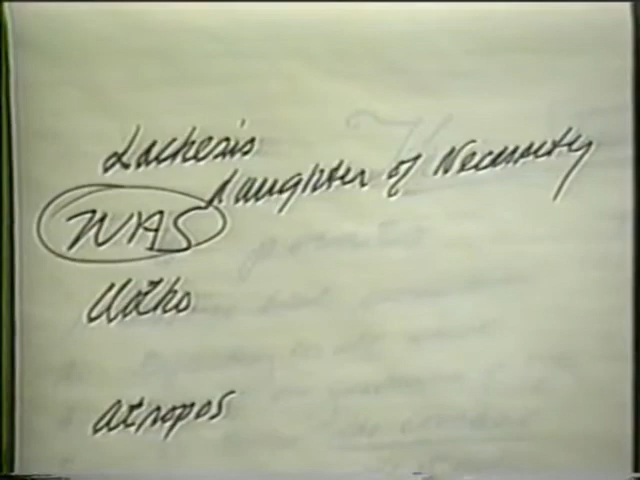 Lachesis
daughter of Necessity
WAS
Clotho
Atropos